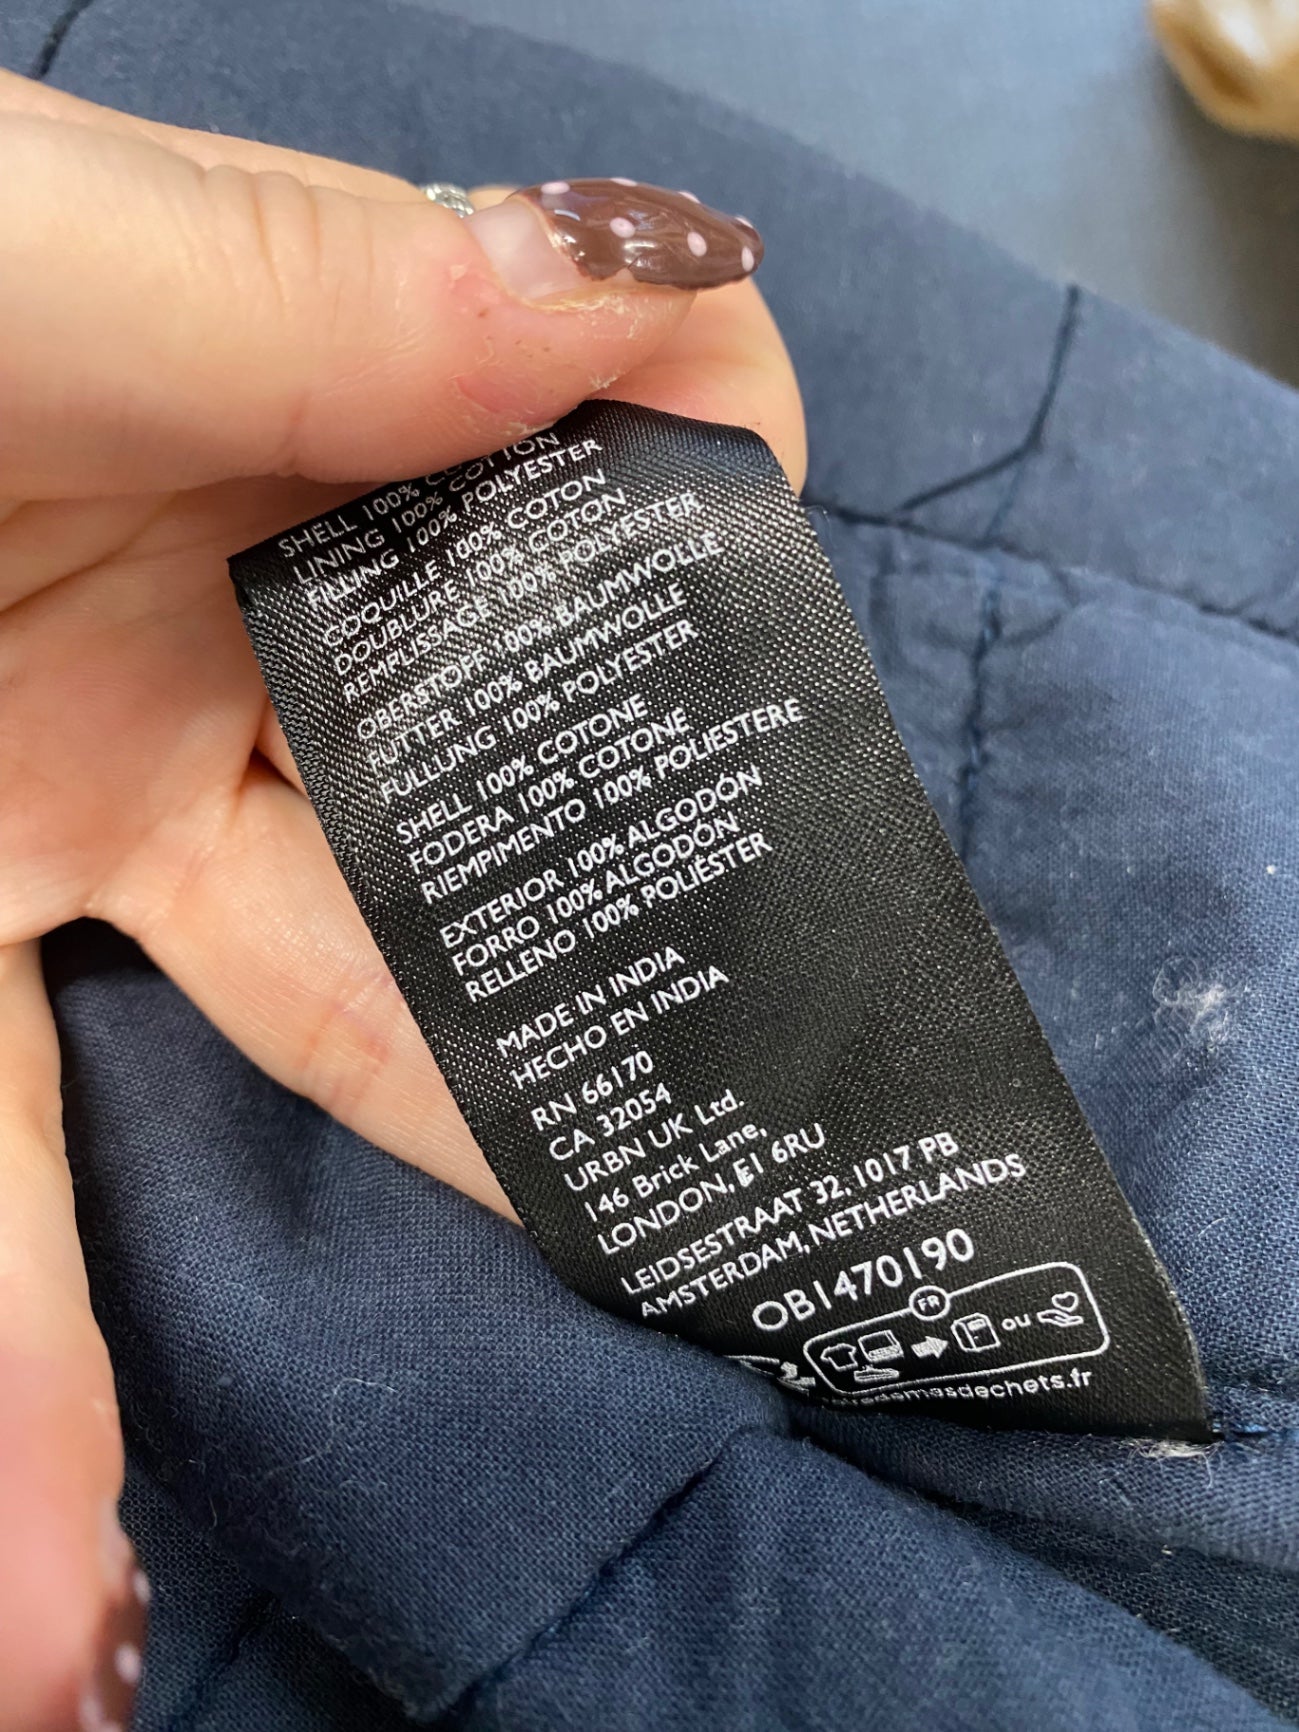 SHELL 100% COTTON
LINING 100% COTTON
FILLING 100% POLYESTER
COQUILLE 100% COTON
DOUBLURE 100% COTON
REMPLISSAGE 100% POLYESTER
OBERSTOFF 100% BAUMWOLLE
FUTTER 100% BAUMWOLLE
FULLUNG 100% POLYESTER
SHELL 100% COTONE
FODERA 100% COTONE
RIEMPIMENTO 100% POLIESTERE
EXTERIOR 100% ALGODÓN
FORRO 100% ALGODÓN
RELLENO 100% POLIÉSTER
MADE IN INDIA
HECHO EN INDIA
RN 66170
CA 32054
URBN UK Ltd.
146 Brick Lane,
LONDON, E1 6RU
LEIDSESTRAAT 32, 1017 PB
AMSTERDAM, NETHERLANDS
OB1470190
FR
ou